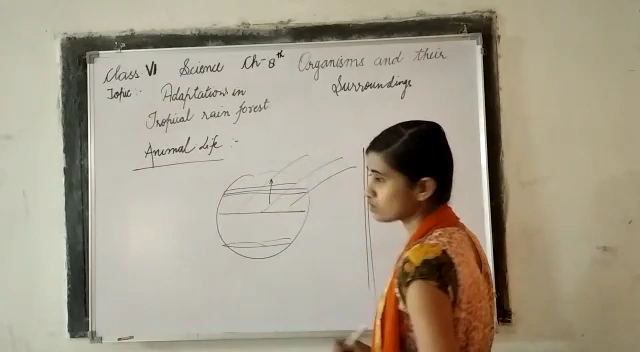 Class VI Science Ch-8th Organisms and their
Surroundings
Topic:- Adaptations in
Tropical rain forest
Animal Life :-